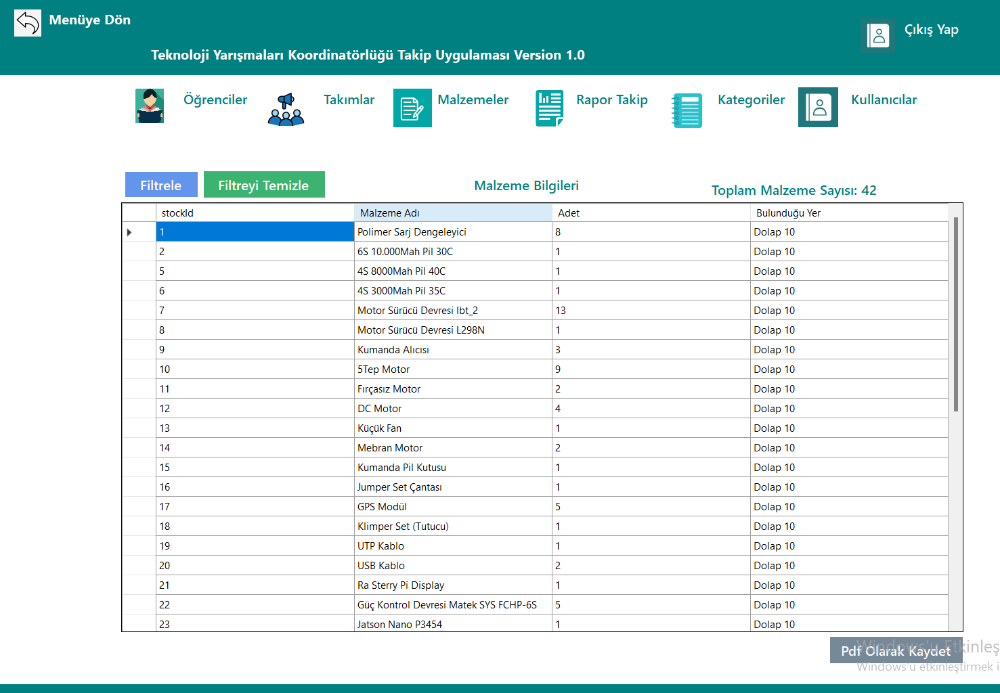 Menüye Dön
Çıkış Yap
Teknoloji Yarışmaları Koordinatörlüğü Takip Uygulaması Version 1.0
Öğrenciler Takımlar Malzemeler Rapor Takip Kategoriler Kullanıcılar
Filtrele Filtreyi Temizle Malzeme Bilgileri Toplam Malzeme Sayısı: 42
stockId Malzeme Adı Adet Bulunduğu Yer
1 Polimer Sarj Dengeleyici 8 Dolap 10
2 6S 10.000Mah Pil 30C 1 Dolap 10
5 4S 8000Mah Pil 40C 1 Dolap 10
6 4S 3000Mah Pil 35C 1 Dolap 10
7 Motor Sürücü Devresi Ibt_2 13 Dolap 10
8 Motor Sürücü Devresi L298N 1 Dolap 10
9 Kumanda Alıcısı 3 Dolap 10
10 5Tep Motor 9 Dolap 10
11 Fırçasız Motor 2 Dolap 10
12 DC Motor 4 Dolap 10
13 Küçük Fan 1 Dolap 10
14 Mebran Motor 2 Dolap 10
15 Kumanda Pil Kutusu 1 Dolap 10
16 Jumper Set Çantası 1 Dolap 10
17 GPS Modül 5 Dolap 10
18 Klimper Set (Tutucu) 1 Dolap 10
19 UTP Kablo 1 Dolap 10
20 USB Kablo 2 Dolap 10
21 Ra Sterry Pi Display 1 Dolap 10
22 Güç Kontrol Devresi Matek SYS FCHP-6S 5 Dolap 10
23 Jatson Nano P3454 1 Dolap 10
Pdf Olarak Kaydet
Windows'u Etkinleş
Windows'u etkinleştirmek i